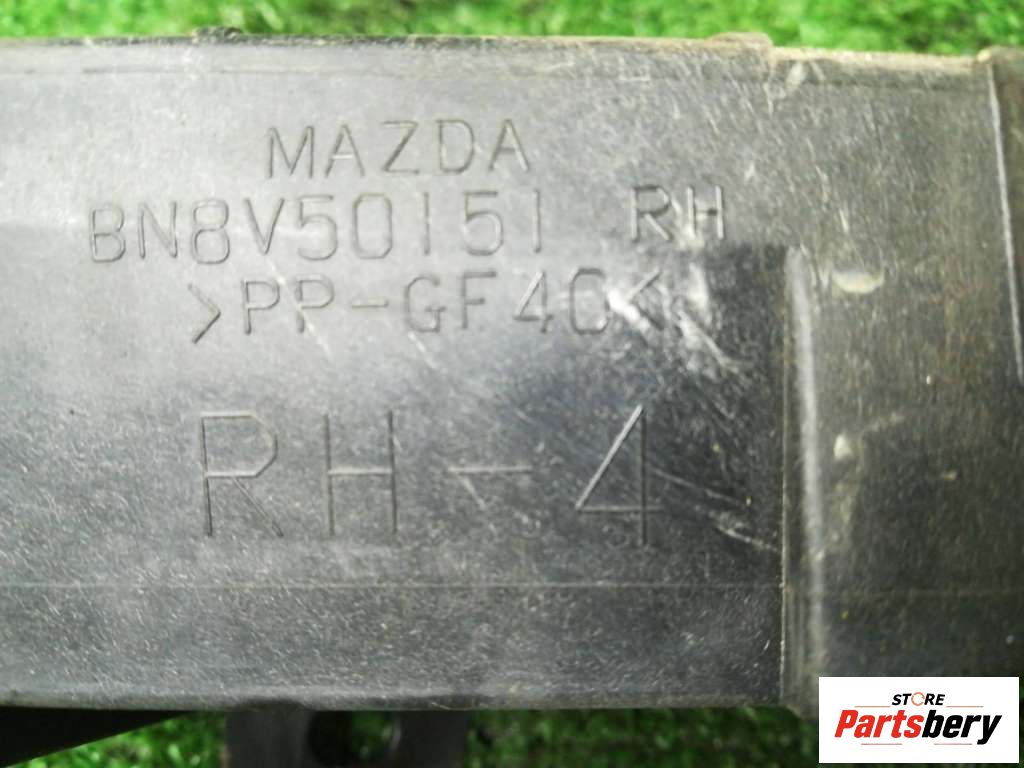 MAZDA
BN8V50151 RH
>PP-GF40<
RH-4
STORE
Partsbery